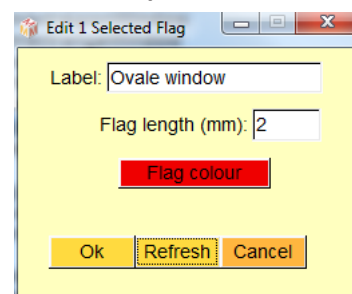 Edit 1 Selected Flag
Label: Ovale window
Flag length (mm): 2
Flag colour
Ok Refresh Cancel